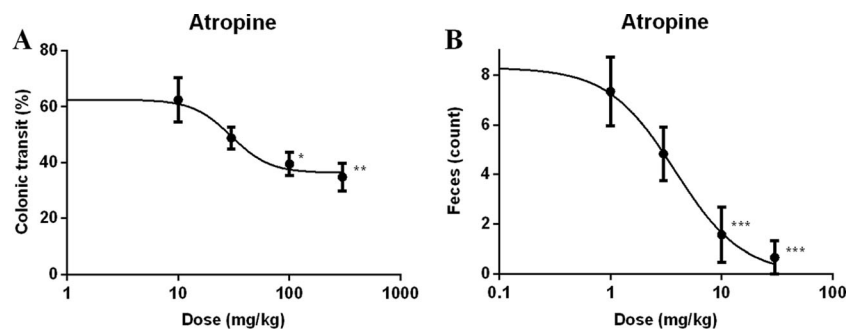 A
Atropine
Colonic transit (%)
80
60
40
20
0
*
**
1
10
100
1000
Dose (mg/kg)
B
Atropine
Feces (count)
8
6
4
2
0
***
***
0.1
1
10
100
Dose (mg/kg)